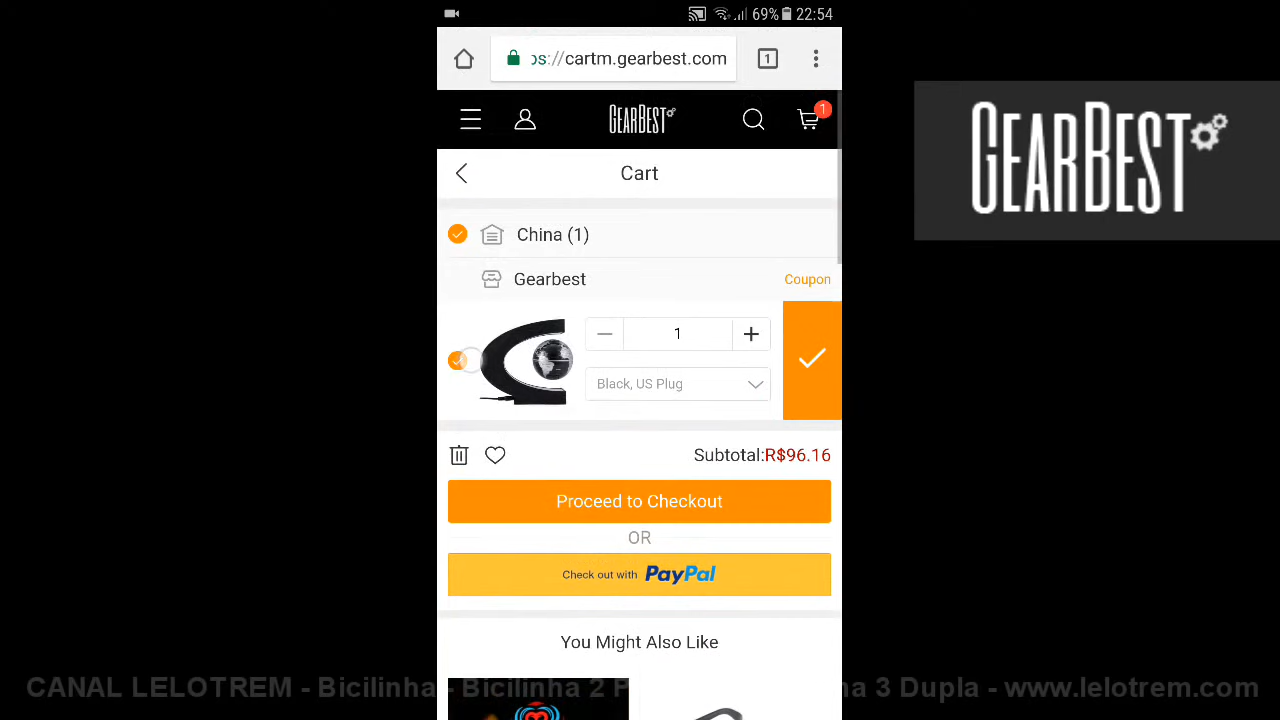 69% 22:54
ps://cartm.gearbest.com
1
GEARBEST
1
GEARBEST
Cart
China (1)
Gearbest
Coupon
1
Black, US Plug
Subtotal:R$96.16
Proceed to Checkout
OR
Check out with PayPal
You Might Also Like
CANAL LELOTREM - Bicilinha - Bicilinha 2 P
a 3 Dupla - www.lelotrem.com